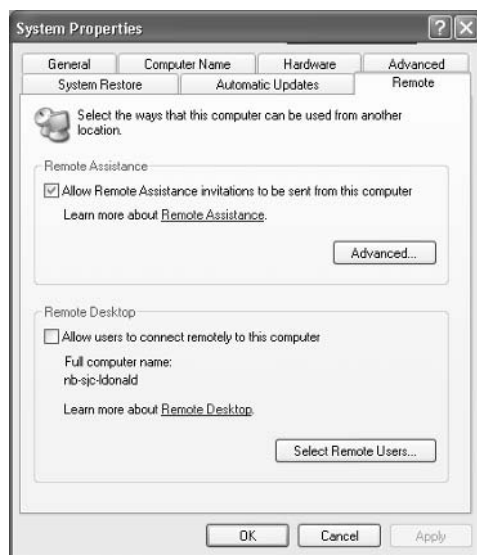 System Properties
General Computer Name Hardware Advanced
System Restore Automatic Updates Remote
Select the ways that this computer can be used from another
location.
Remote Assistance
Allow Remote Assistance invitations to be sent from this computer
Learn more about Remote Assistance.
Advanced...
Remote Desktop
Allow users to connect remotely to this computer
Full computer name:
nb-sjc-ldonald
Learn more about Remote Desktop.
Select Remote Users...
OK Cancel Apply